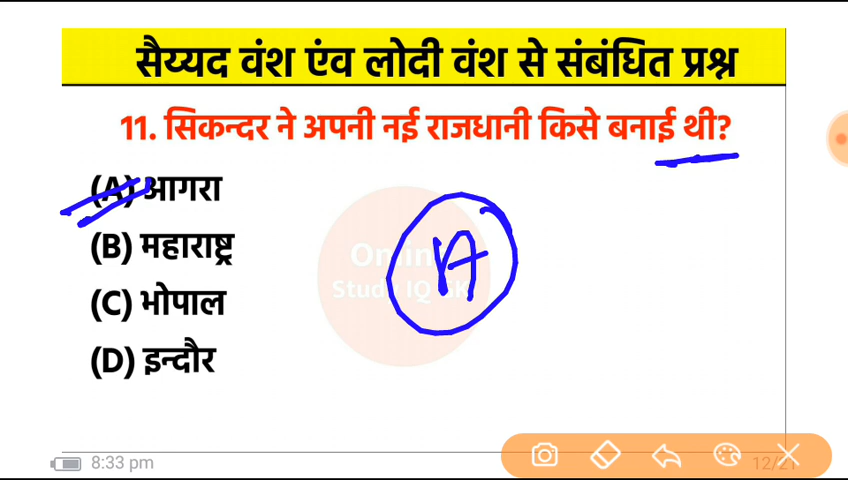 सैय्यद वंश एंव लोदी वंश से संबंधित प्रश्न
11. सिकन्दर ने अपनी नई राजधानी किसे बनाई थी?
(A) आगरा
(B) महाराष्ट्र
(C) भोपाल
(D) इन्दौर
A
8:33 pm
12/21